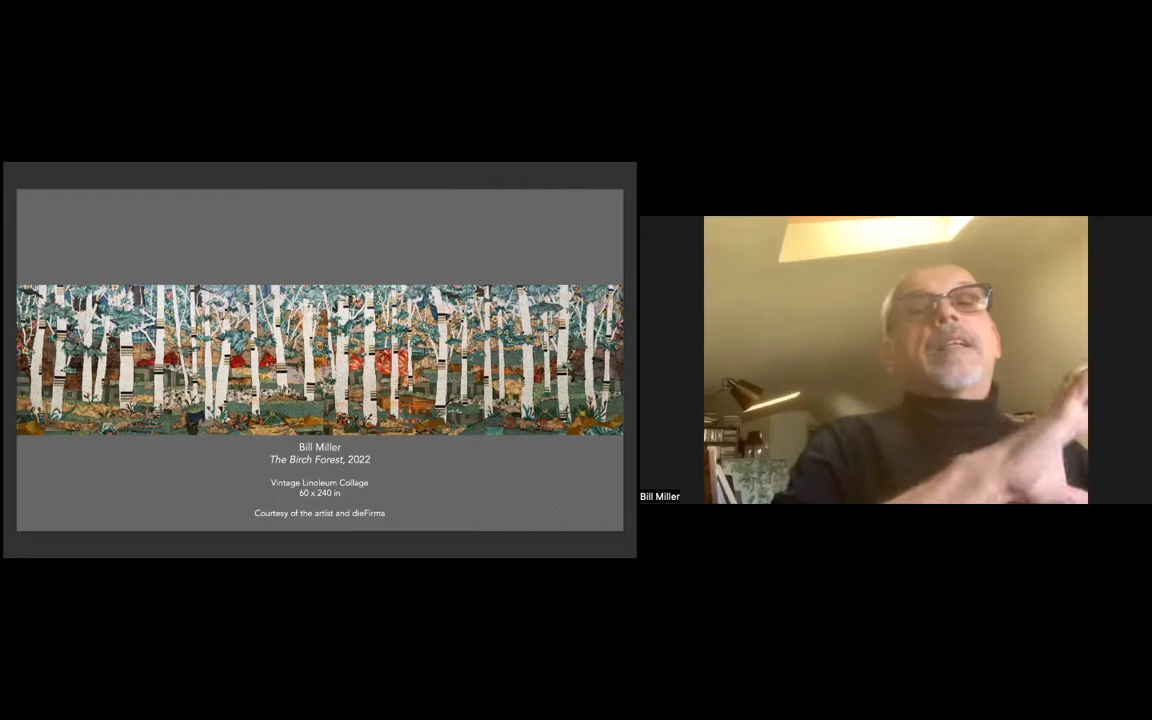 Bill Miller
The Birch Forest, 2022
Vintage Linoleum Collage
60 x 240 in
Courtesy of the artist and dieFirma
Bill Miller